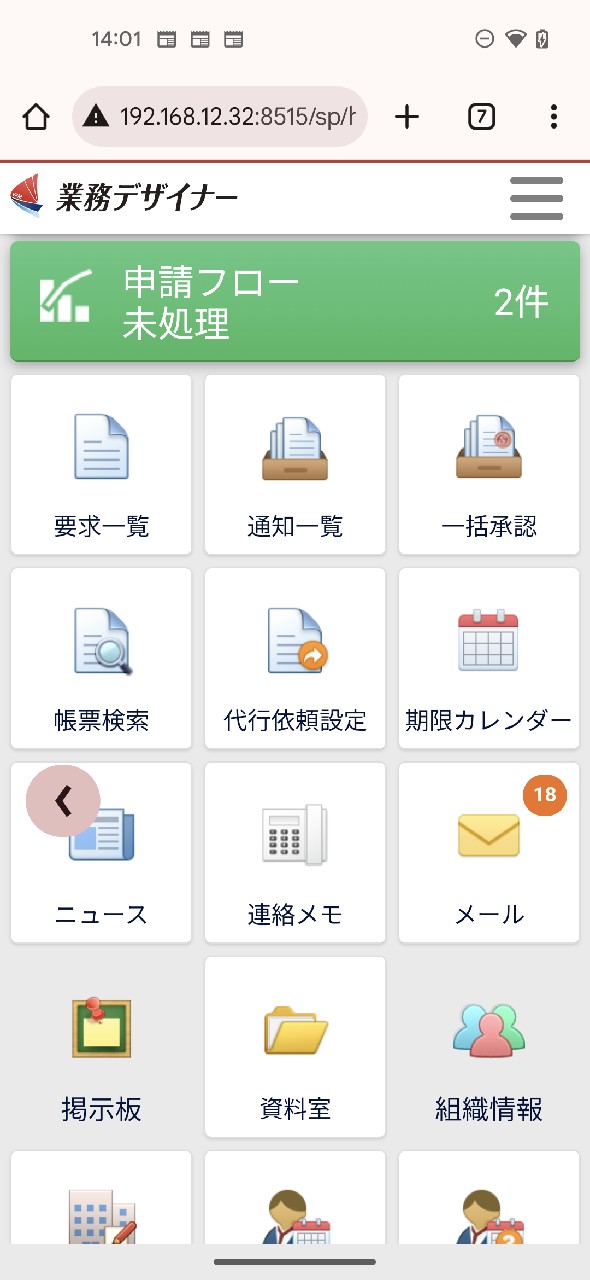 14:01
192.168.12.32:8515/sp/h
7
業務デザイナー
申請フロー
未処理
2件
要求一覧
通知一覧
一括承認
帳票検索
代行依頼設定
期限カレンダー
18
ニュース
連絡メモ
メール
掲示板
資料室
組織情報